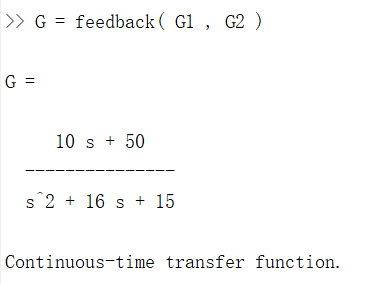 >> G = feedback( G1 , G2 )
G =
10 s + 50
---------------
s^2 + 16 s + 15
Continuous-time transfer function.